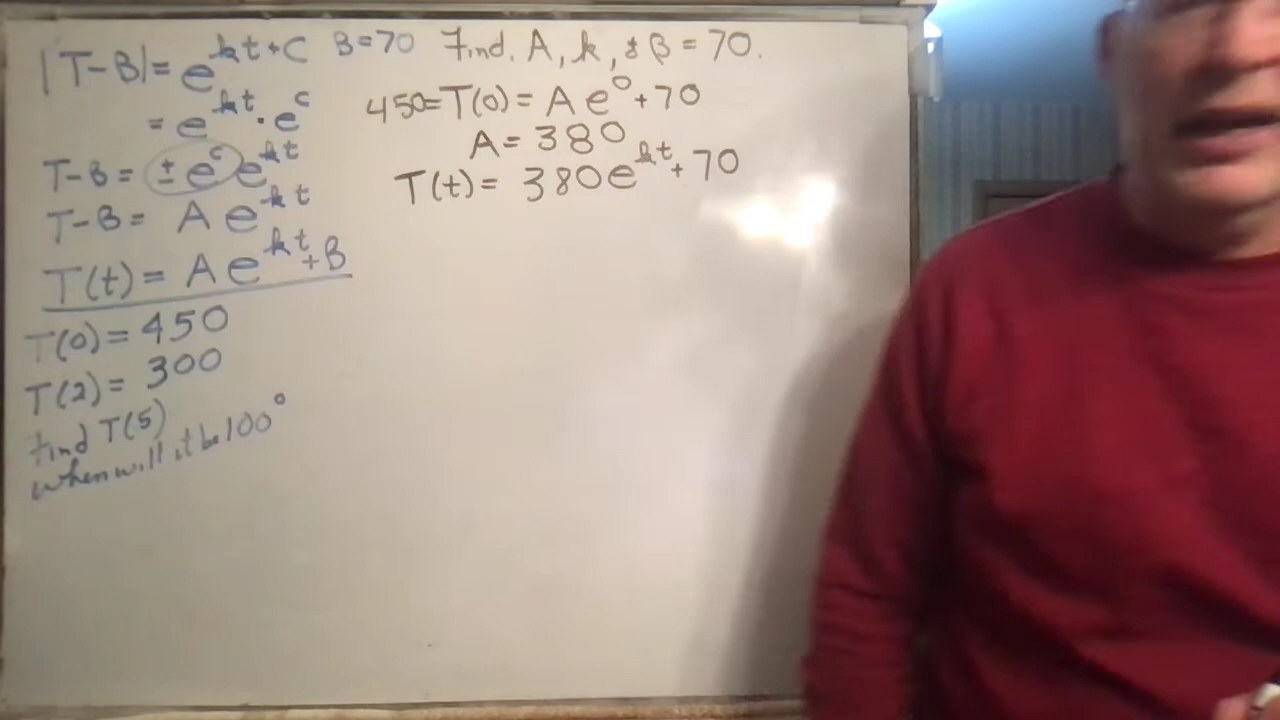 |T-B| = e^{kt+C} B=70
= e^{kt} · e^{c}
T-B = ± e^{c} e^{kt}
T-B = A e^{kt}
T(t) = A e^{kt} + B
T(0) = 450
T(2) = 300
Find T(5)
when will it be 100°
Find A, k, & B = 70.
450 = T(0) = A e^{0} + 70
A = 380
T(t) = 380e^{kt} + 70